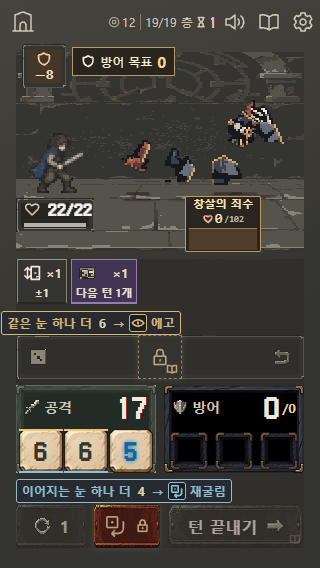 12 19/19 층 1
-8
방어 목표 0
22/22
창살의 죄수
0/102
×1
±1
×1
다음 턴 1개
같은 눈 하나 더 6 → 예고
공격 17
방어 0/0
6 6 5
이어지는 눈 하나 더 4 → 재굴림
1
턴 끝내기